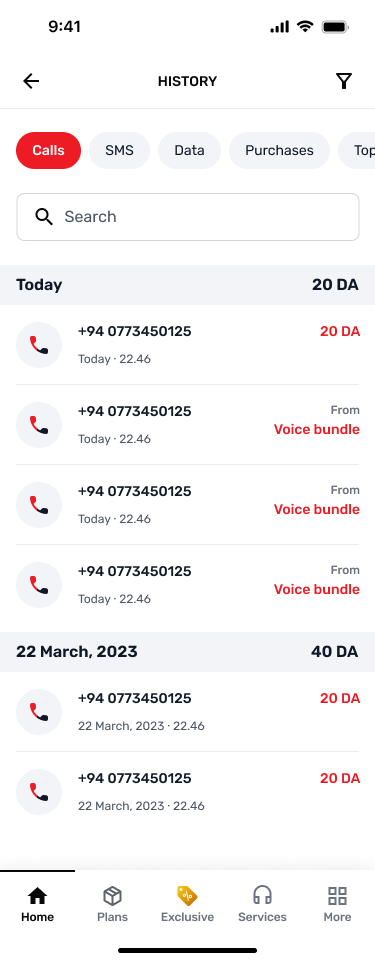 9:41
HISTORY
Calls SMS Data Purchases Top
Search
Today 20 DA
+94 0773450125 20 DA
Today · 22.46
+94 0773450125 From
Today · 22.46 Voice bundle
+94 0773450125 From
Today · 22.46 Voice bundle
+94 0773450125 From
Today · 22.46 Voice bundle
22 March, 2023 40 DA
+94 0773450125 20 DA
22 March, 2023 · 22.46
+94 0773450125 20 DA
22 March, 2023 · 22.46
Home Plans Exclusive Services More